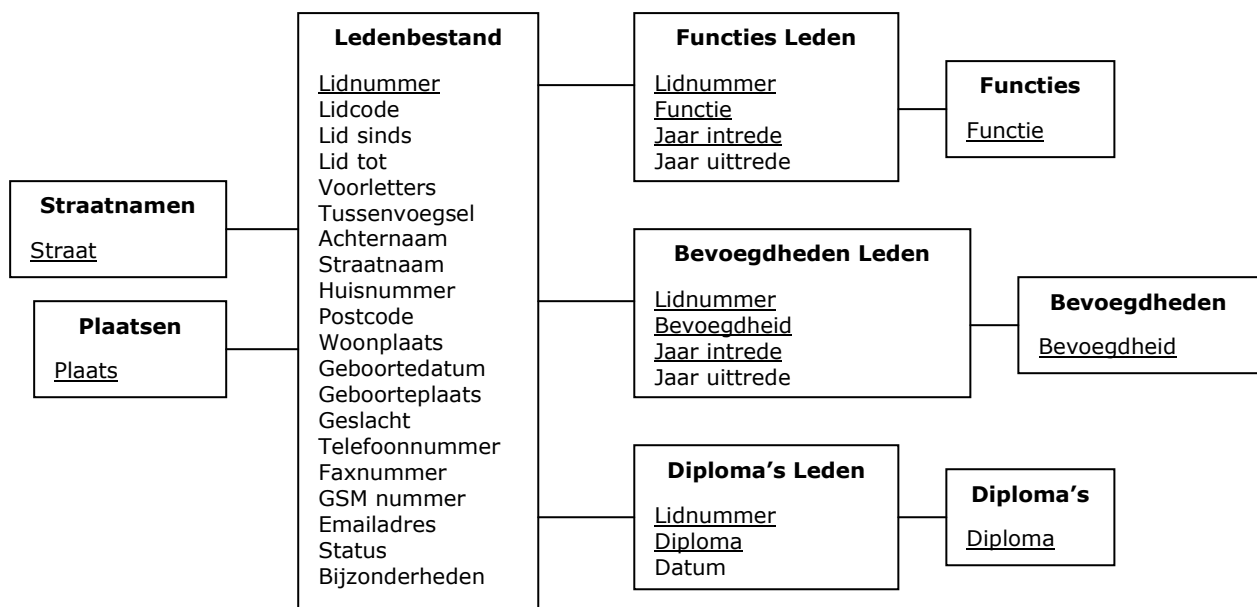 Straatnamen
Straat
Plaatsen
Plaats
Ledenbestand
Lidnummer
Lidcode
Lid sinds
Lid tot
Voorletters
Tussenvoegsel
Achternaam
Straatnaam
Huisnummer
Postcode
Woonplaats
Geboortedatum
Geboorteplaats
Geslacht
Telefoonnummer
Faxnummer
GSM nummer
Emailadres
Status
Bijzonderheden
Functies Leden
Lidnummer
Functie
Jaar intrede
Jaar uittrede
Functies
Functie
Bevoegdheden Leden
Lidnummer
Bevoegdheid
Jaar intrede
Jaar uittrede
Bevoegdheden
Bevoegdheid
Diploma’s Leden
Lidnummer
Diploma
Datum
Diploma’s
Diploma